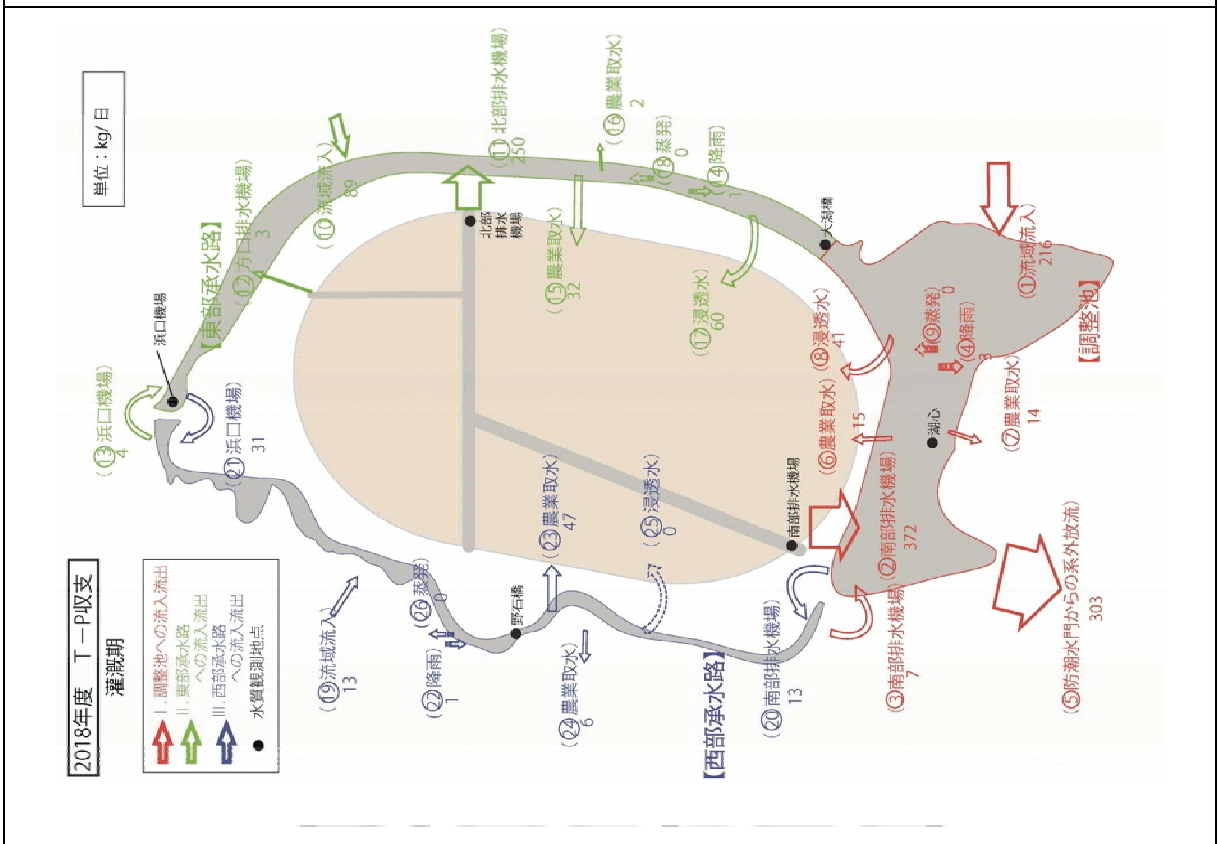 2018年度 T－P収支
灌漑期
Ⅰ. 調整池への流入流出
Ⅱ. 東部承水路
への流入流出
Ⅲ. 西部承水路
への流入流出
水質観測地点
単位：kg/日
(⑬浜口機場)
4
浜口機場
(㉑浜口機場)
31
【東部承水路】
(⑫方口排水機場)
3
(⑩流域流入)
89
(⑪北部排水機場)
250
北部
排水
機場
(⑯農業取水)
2
(⑮農業取水)
32
(⑱蒸発)
0
(⑭降雨)
1
(⑰浸透水)
60
大潟橋
(⑲流域流入)
13
(㉒降雨)
1
(㉖蒸発)
0
野石橋
(㉓農業取水)
47
(㉔農業取水)
6
(㉕浸透水)
0
【西部承水路】
(⑳南部排水機場)
13
南部排水機場
(⑧浸透水)
41
(⑥農業取水)
15
(②南部排水機場)
372
(③南部排水機場)
7
(⑨蒸発)
0
(④降雨)
3
湖心
(①流域流入)
216
(⑦農業取水)
14
【調整池】
(⑤防潮水門からの系外放流)
303